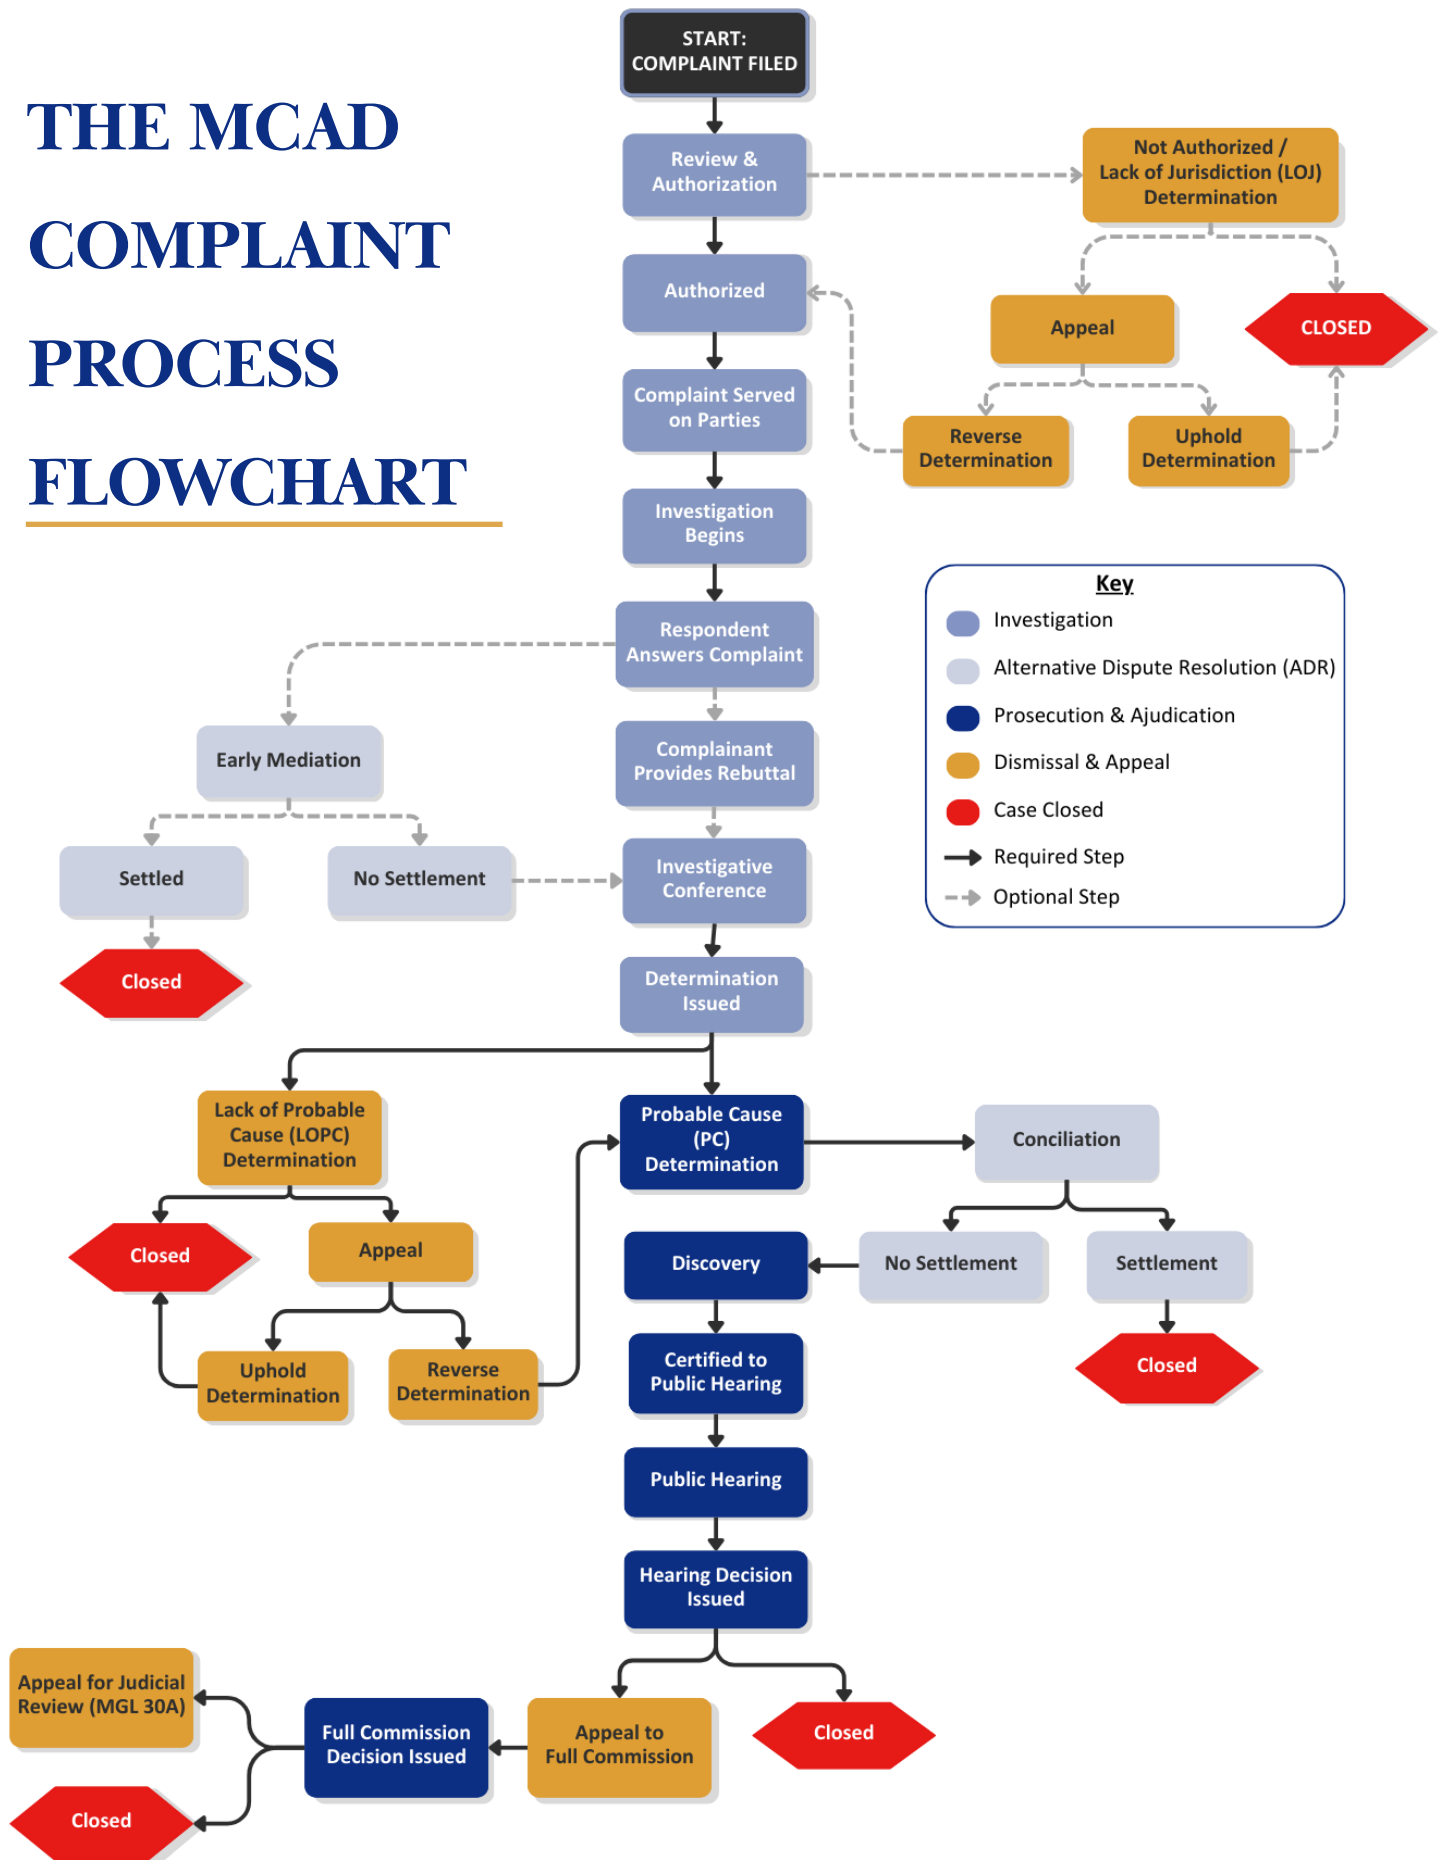 THE MCAD
COMPLAINT
PROCESS
FLOWCHART
START:
COMPLAINT FILED
Review &
Authorization
Not Authorized /
Lack of Jurisdiction (LOJ)
Determination
Authorized
Appeal
CLOSED
Complaint Served
on Parties
Reverse
Determination
Uphold
Determination
Investigation
Begins
Key
Investigation
Alternative Dispute Resolution (ADR)
Prosecution & Ajudication
Dismissal & Appeal
Case Closed
Required Step
Optional Step
Respondent
Answers Complaint
Early Mediation
Complainant
Provides Rebuttal
Settled
No Settlement
Investigative
Conference
Closed
Determination
Issued
Lack of Probable
Cause (LOPC)
Determination
Probable Cause
(PC)
Determination
Conciliation
Closed
Appeal
Discovery
No Settlement
Settlement
Uphold
Determination
Reverse
Determination
Certified to
Public Hearing
Closed
Public Hearing
Hearing Decision
Issued
Appeal for Judicial
Review (MGL 30A)
Full Commission
Decision Issued
Appeal to
Full Commission
Closed
Closed